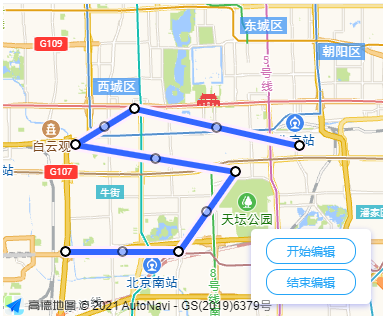 东城区
G109
朝阳区
5号线
西城区
北京站
白云观
G107
牛街
天坛公园
潘家
开始编辑
北京南站
8号线
结束编辑
高德地图 © 2021 AutoNavi - GS(2019)6379号